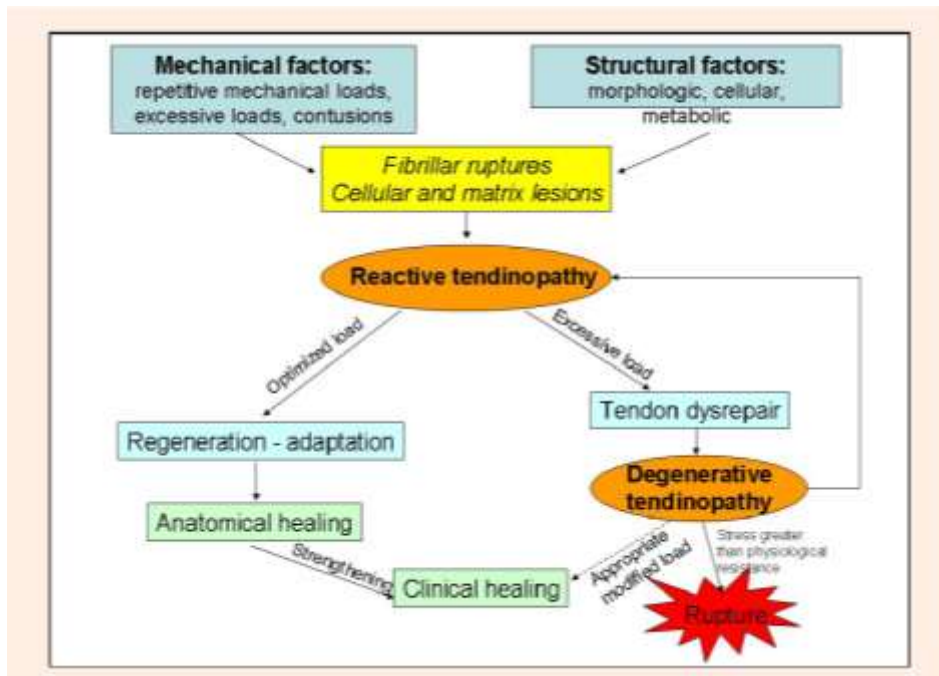 Mechanical factors:
repetitive mechanical loads,
excessive loads, contusions
Structural factors:
morphologic, cellular,
metabolic
Fibrillar ruptures
Cellular and matrix lesions
Reactive tendinopathy
Optimized load
Excessive load
Tendon dysrepair
Regeneration - adaptation
Degenerative
tendinopathy
Anatomical healing
Strengthening
Clinical healing
Appropriate
modified load
Stress greater
than physiological
resistance
Rupture